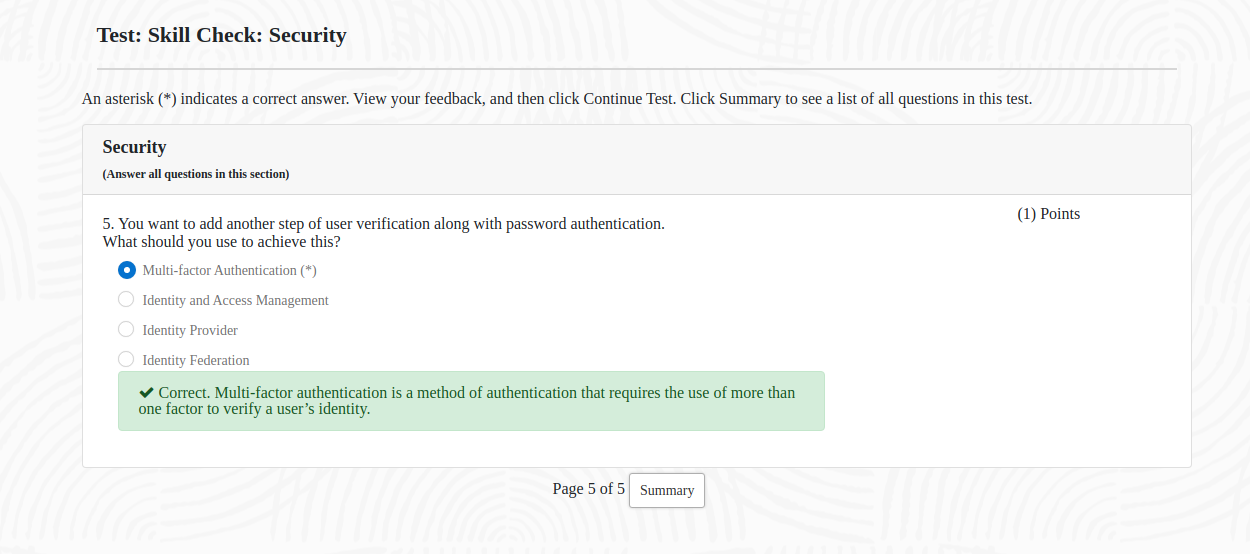 Test: Skill Check: Security
An asterisk (*) indicates a correct answer. View your feedback, and then click Continue Test. Click Summary to see a list of all questions in this test.
Security
(Answer all questions in this section)
(1) Points
5. You want to add another step of user verification along with password authentication.
What should you use to achieve this?
Multi-factor Authentication (*)
Identity and Access Management
Identity Provider
Identity Federation
Correct. Multi-factor authentication is a method of authentication that requires the use of more than
one factor to verify a user’s identity.
Page 5 of 5 Summary